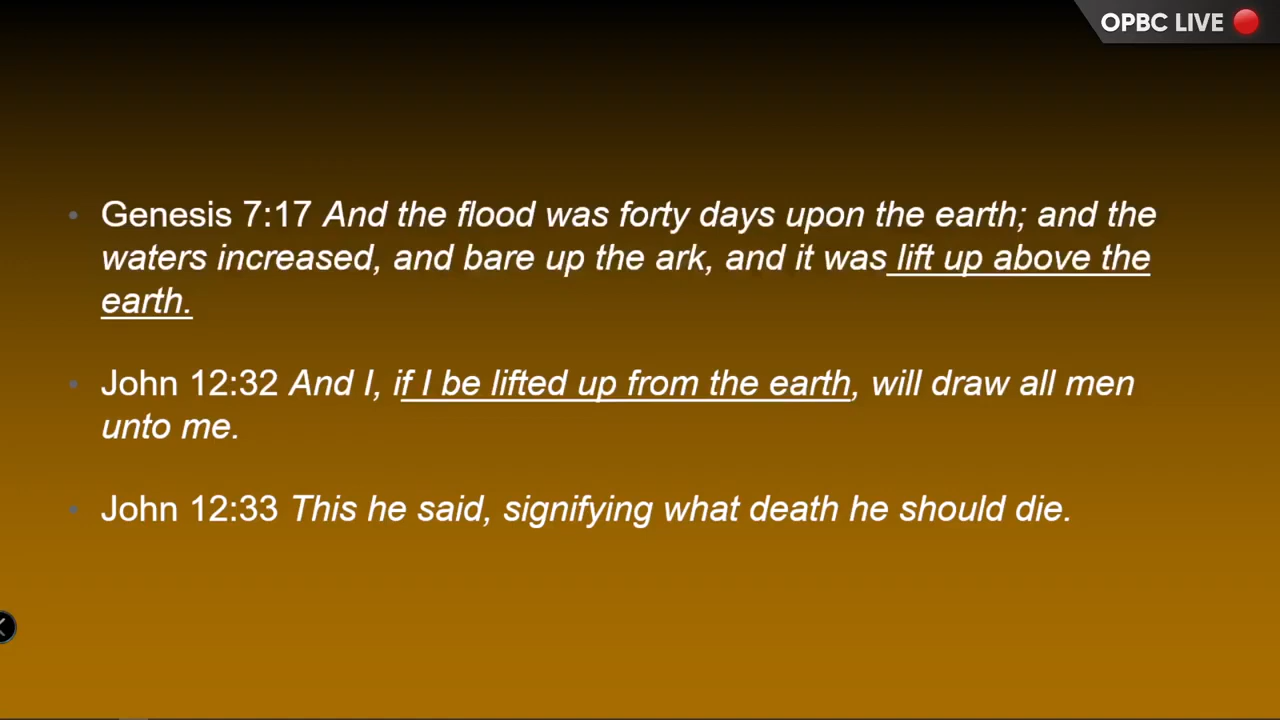 OPBC LIVE
• Genesis 7:17 And the flood was forty days upon the earth; and the
waters increased, and bare up the ark, and it was lift up above the
earth.
• John 12:32 And I, if I be lifted up from the earth, will draw all men
unto me.
• John 12:33 This he said, signifying what death he should die.